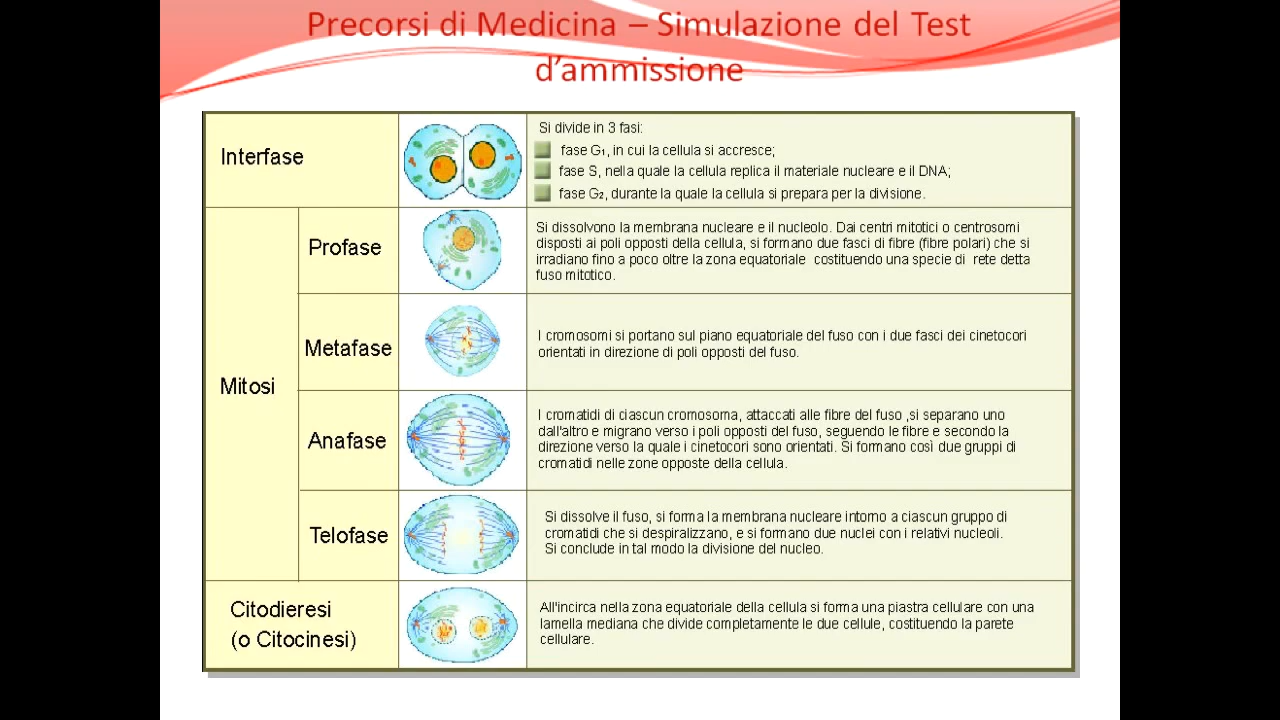 Precorsi di Medicina – Simulazione del Test
d’ammissione
Interfase
Si divide in 3 fasi:
fase G₁, in cui la cellula si accresce;
fase S, nella quale la cellula replica il materiale nucleare e il DNA;
fase G₂, durante la quale la cellula si prepara per la divisione.
Mitosi
Profase
Si dissolvono la membrana nucleare e il nucleolo. Dai centri mitotici o centrosomi
disposti ai poli opposti della cellula, si formano due fasci di fibre (fibre polari) che si
irradiano fino a poco oltre la zona equatoriale costituendo una specie di rete detta
fuso mitotico.
Metafase
I cromosomi si portano sul piano equatoriale del fuso con i due fasci dei cinetocori
orientati in direzione di poli opposti del fuso.
Anafase
I cromatidi di ciascun cromosoma, attaccati alle fibre del fuso ,si separano uno
dall'altro e migrano verso i poli opposti del fuso, seguendo le fibre e secondo la
direzione verso la quale i cinetocori sono orientati. Si formano così due gruppi di
cromatidi nelle zone opposte della cellula.
Telofase
Si dissolve il fuso, si forma la membrana nucleare intorno a ciascun gruppo di
cromatidi che si despiralizzano, e si formano due nuclei con i relativi nucleoli.
Si conclude in tal modo la divisione del nucleo.
Citodieresi
(o Citocinesi)
All'incirca nella zona equatoriale della cellula si forma una piastra cellulare con una
lamella mediana che divide completamente le due cellule, costituendo la parete
cellulare.